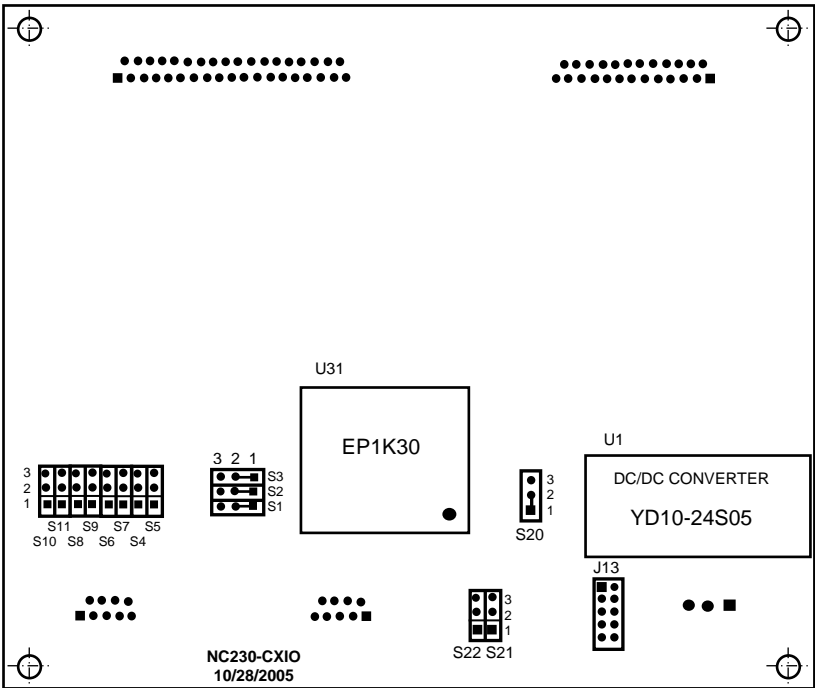 U31
EP1K30
U1
DC/DC CONVERTER
YD10-24S05
3 2 1
S3
S2
S1
3
2
1
S11 S9 S7 S5
S10 S8 S6 S4
3
2
1
S20
J13
3
2
1
S22 S21
NC230-CXIO
10/28/2005